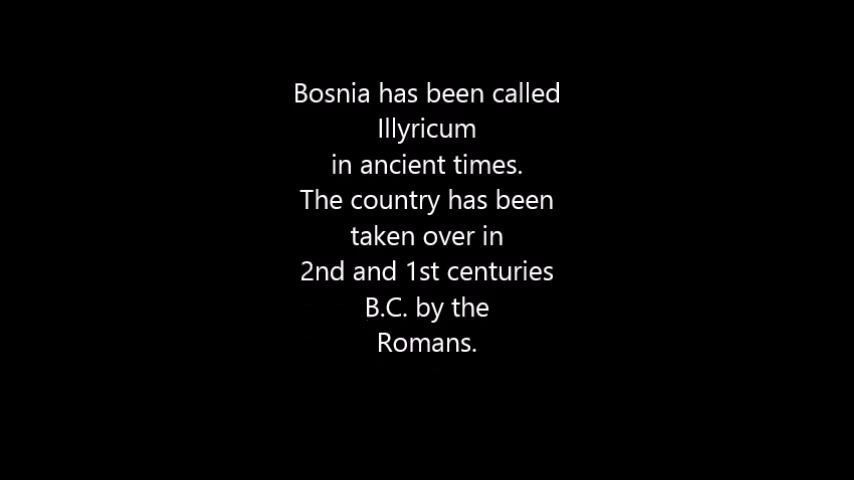 Bosnia has been called
Illyricum
in ancient times.
The country has been
taken over in
2nd and 1st centuries
B.C. by the
Romans.